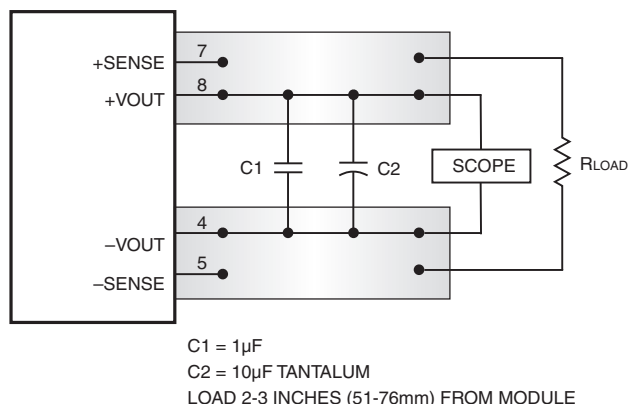 +SENSE 7
+VOUT 8
C1 C2 SCOPE RLOAD
–VOUT 4
–SENSE 5
C1 = 1µF
C2 = 10µF TANTALUM
LOAD 2-3 INCHES (51-76mm) FROM MODULE